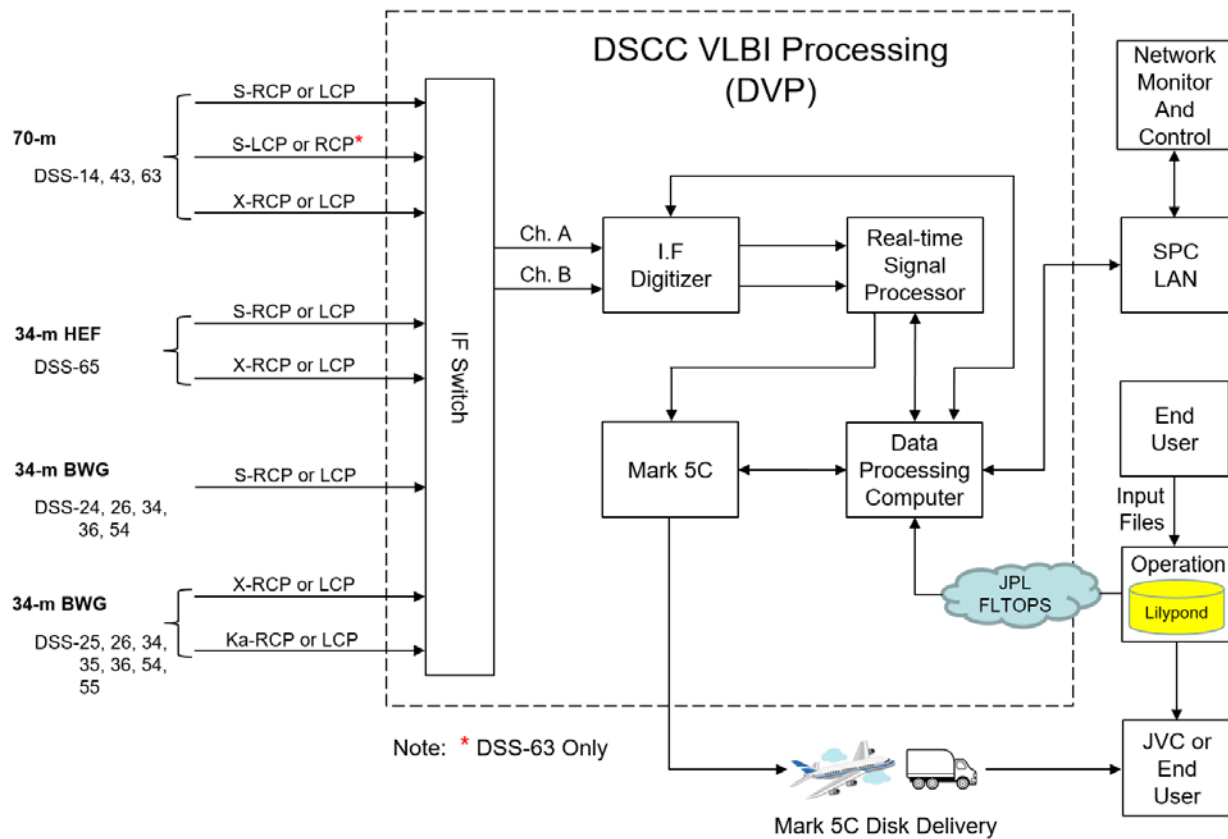 DSCC VLBI Processing
(DVP)
Network
Monitor
And
Control
70-m
DSS-14, 43, 63
S-RCP or LCP
S-LCP or RCP*
X-RCP or LCP
34-m HEF
DSS-65
S-RCP or LCP
X-RCP or LCP
34-m BWG
DSS-24, 26, 34,
36, 54
S-RCP or LCP
34-m BWG
DSS-25, 26, 34,
35, 36, 54,
55
X-RCP or LCP
Ka-RCP or LCP
IF Switch
Ch. A
Ch. B
I.F
Digitizer
Real-time
Signal
Processor
SPC
LAN
Mark 5C
Data
Processing
Computer
End
User
Input
Files
Operation
Lilypond
JPL
FLTOPS
Note: * DSS-63 Only
Mark 5C Disk Delivery
JVC or
End
User